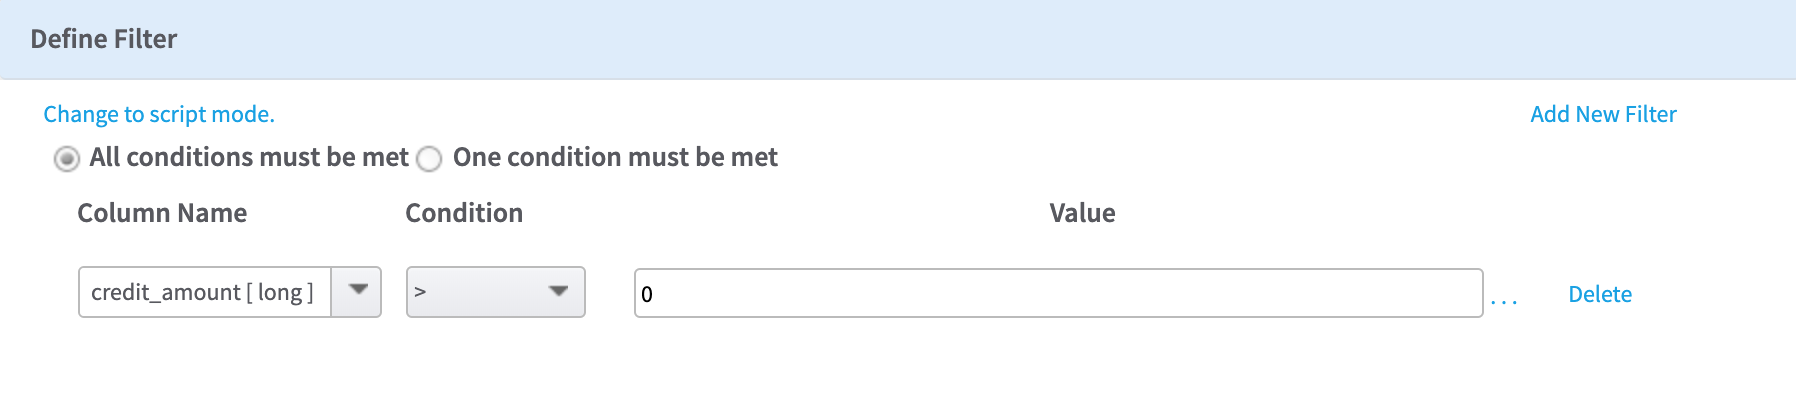 Define Filter
Change to script mode. Add New Filter
All conditions must be met One condition must be met
Column Name Condition Value
credit_amount [ long ] > 0 ... Delete